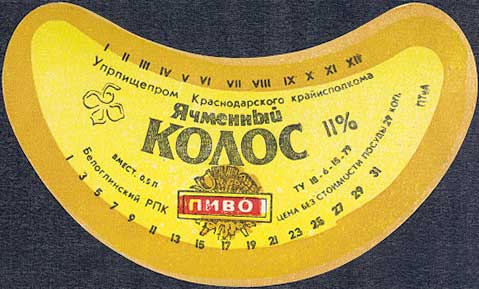 I II III IV V VI VII VIII IX X XI XII
Упрпищепром Краснодарского крайисполкома
Ячменный
КОЛОС 11%
ПИВО
ВМЕСТ. 0,5 Л
Белоглинский РПК
ТУ 18-6-15-79
ЦЕНА БЕЗ СТОИМОСТИ ПОСУДЫ 29 КОП.
1 3 5 7 9 11 13 15 17 19 21 23 25 27 29 31